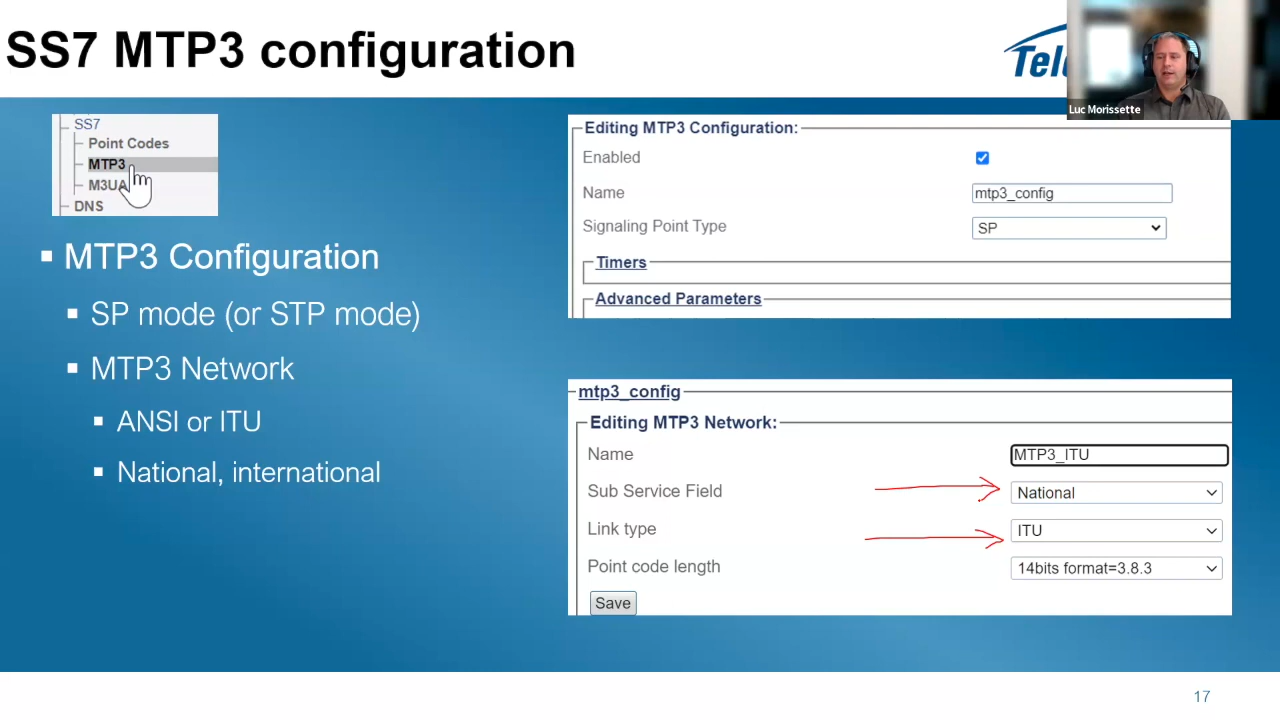 SS7 MTP3 configuration
Luc Morissette
SS7
Point Codes
MTP3
M3UA
DNS
MTP3 Configuration
SP mode (or STP mode)
MTP3 Network
ANSI or ITU
National, international
Editing MTP3 Configuration:
Enabled
Name mtp3_config
Signaling Point Type SP
Timers
Advanced Parameters
mtp3_config
Editing MTP3 Network:
Name MTP3_ITU
Sub Service Field National
Link type ITU
Point code length 14bits format=3.8.3
Save
17